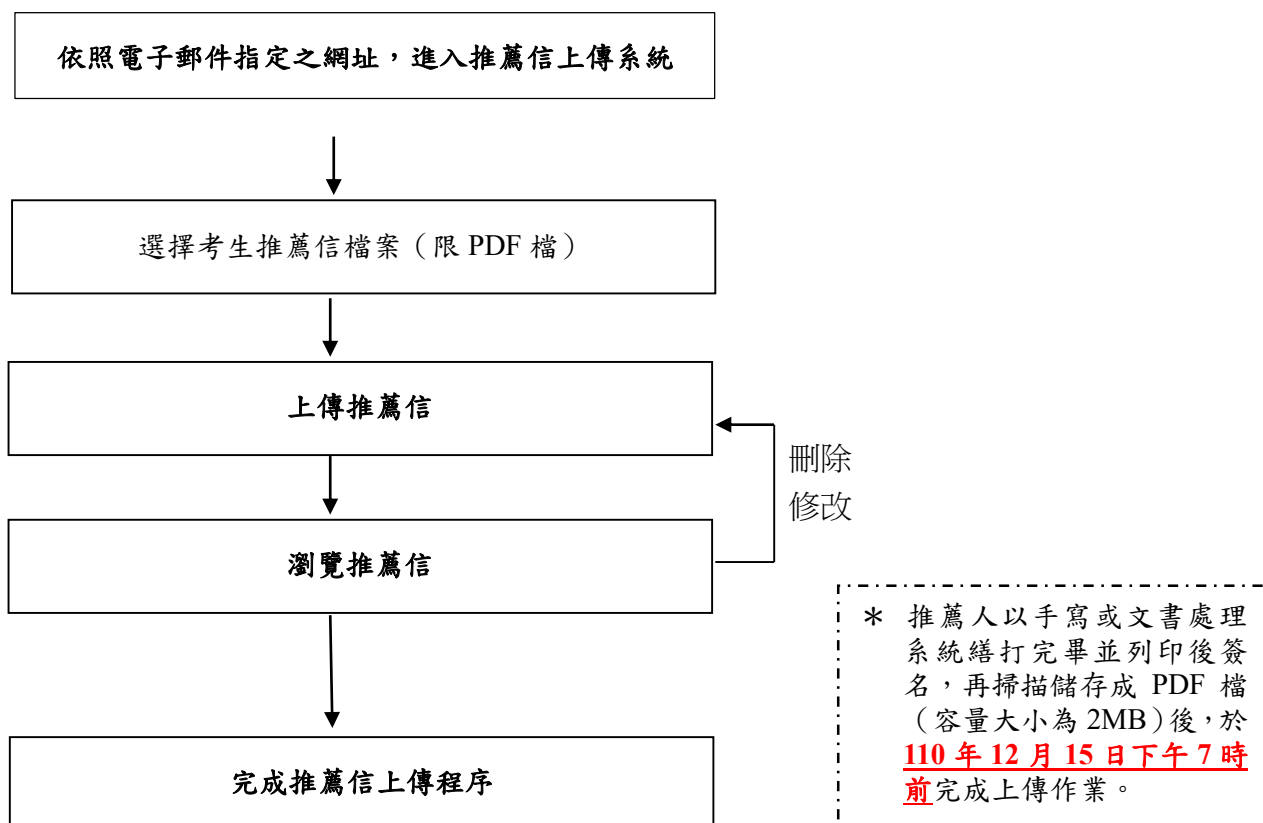 依照電子郵件指定之網址，進入推薦信上傳系統
選擇考生推薦信檔案（限 PDF 檔）
上傳推薦信
刪除
修改
瀏覽推薦信
＊ 推薦人以手寫或文書處理
系統繕打完畢並列印後簽
名，再掃描儲存成 PDF 檔
（容量大小為 2MB）後，於
110 年 12 月 15 日下午 7 時
前完成上傳作業。
完成推薦信上傳程序